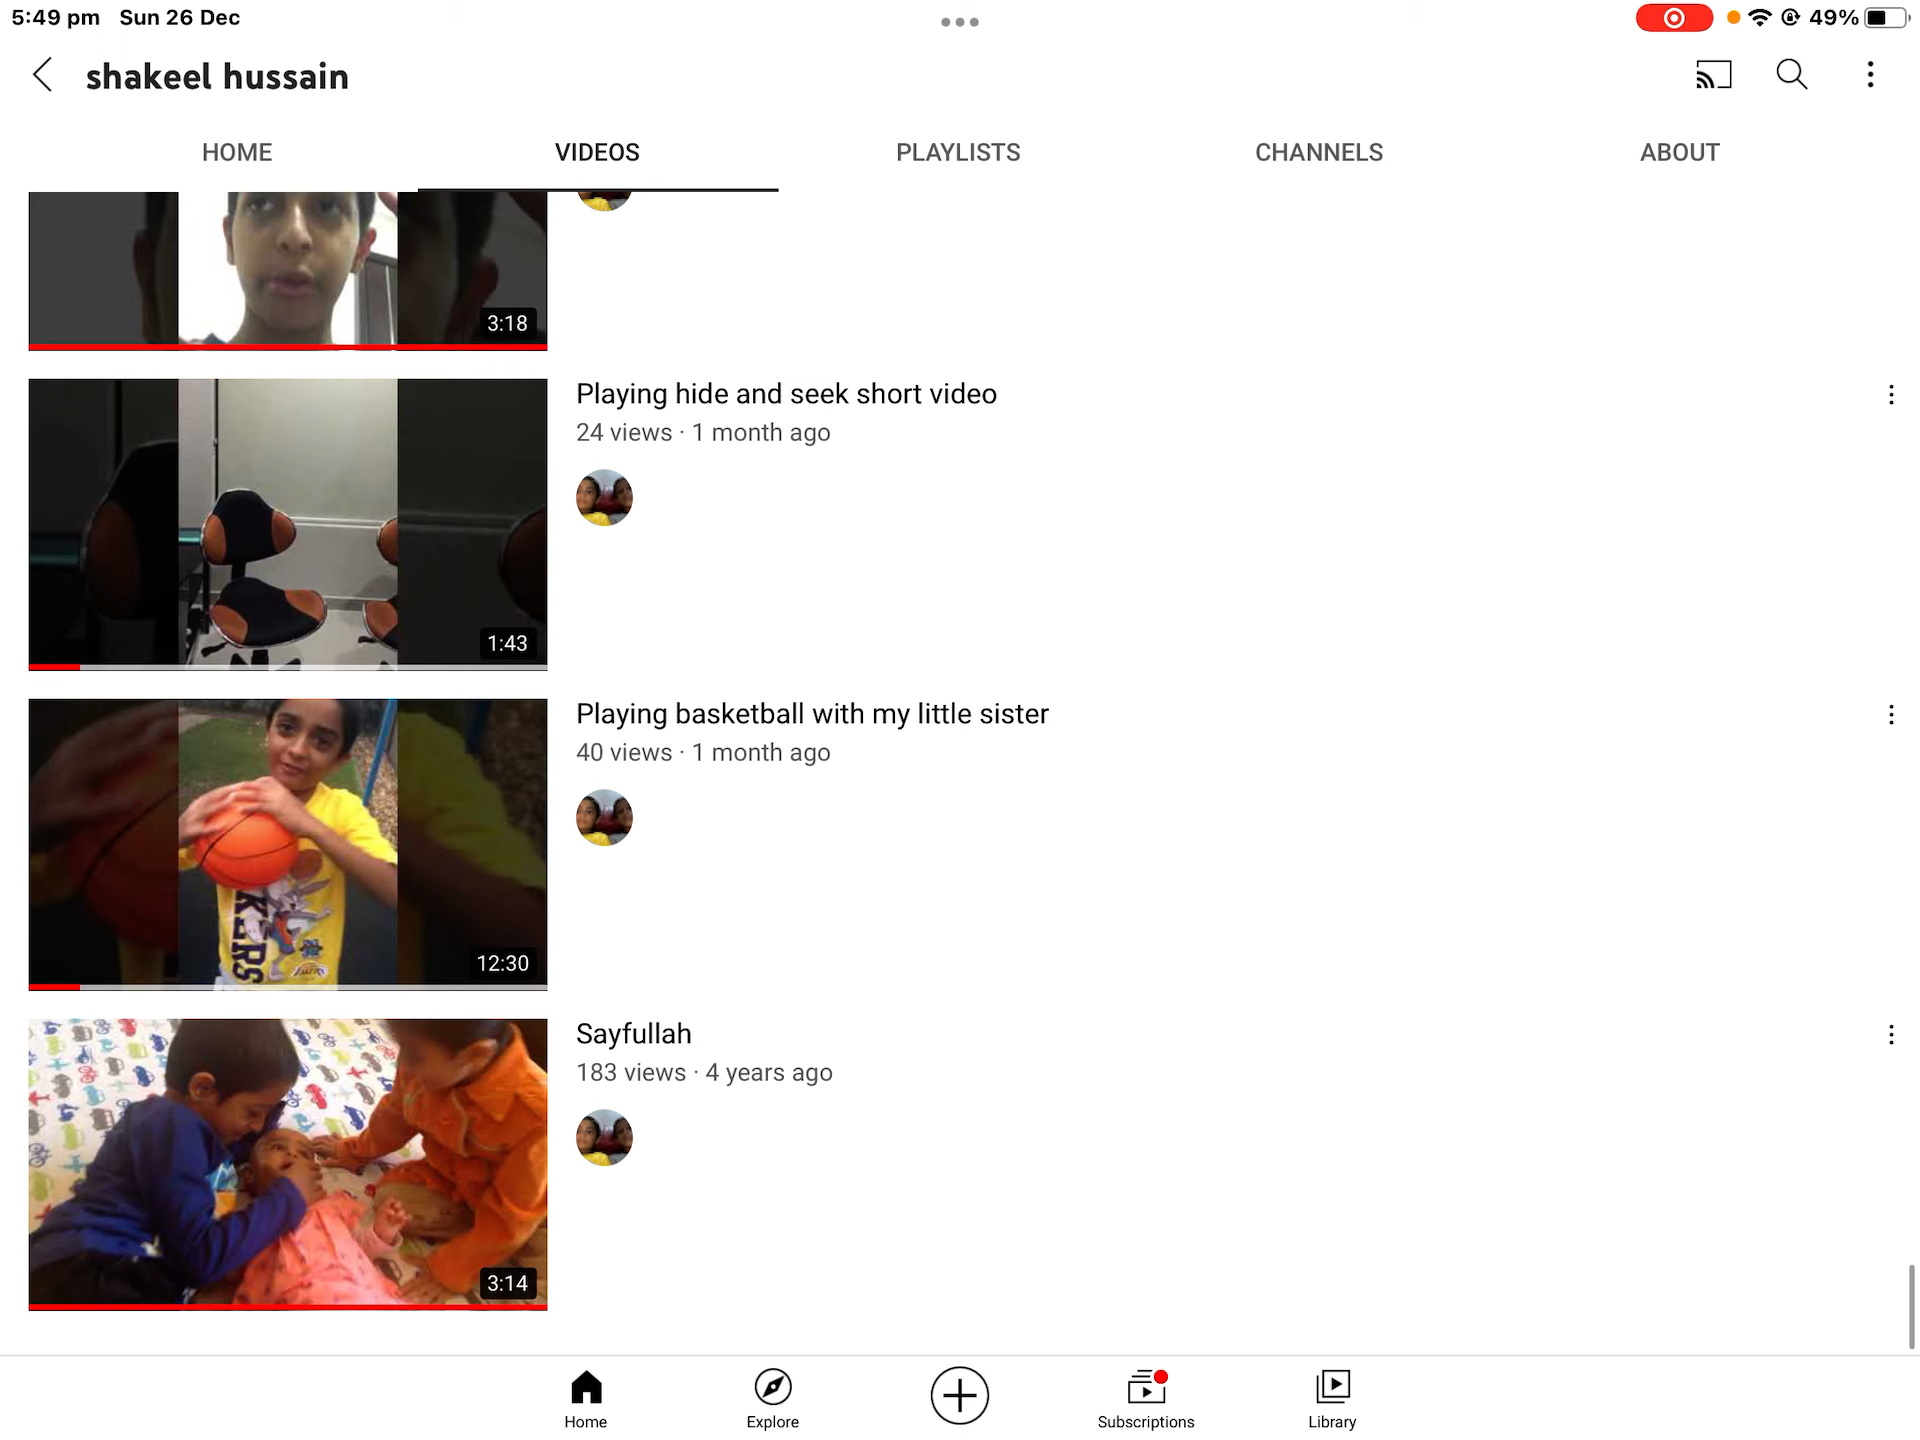 5:49 pm Sun 26 Dec
49%
shakeel hussain
HOME VIDEOS PLAYLISTS CHANNELS ABOUT
3:18
Playing hide and seek short video
24 views · 1 month ago
1:43
Playing basketball with my little sister
40 views · 1 month ago
KERS
12:30
Sayfullah
183 views · 4 years ago
3:14
Home Explore Subscriptions Library